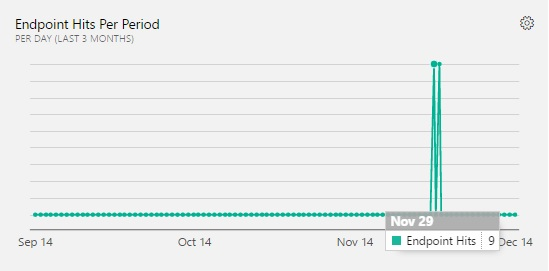 Endpoint Hits Per Period
PER DAY (LAST 3 MONTHS)
Sep 14
Oct 14
Nov 14
Dec 14
Nov 29
Endpoint Hits 9